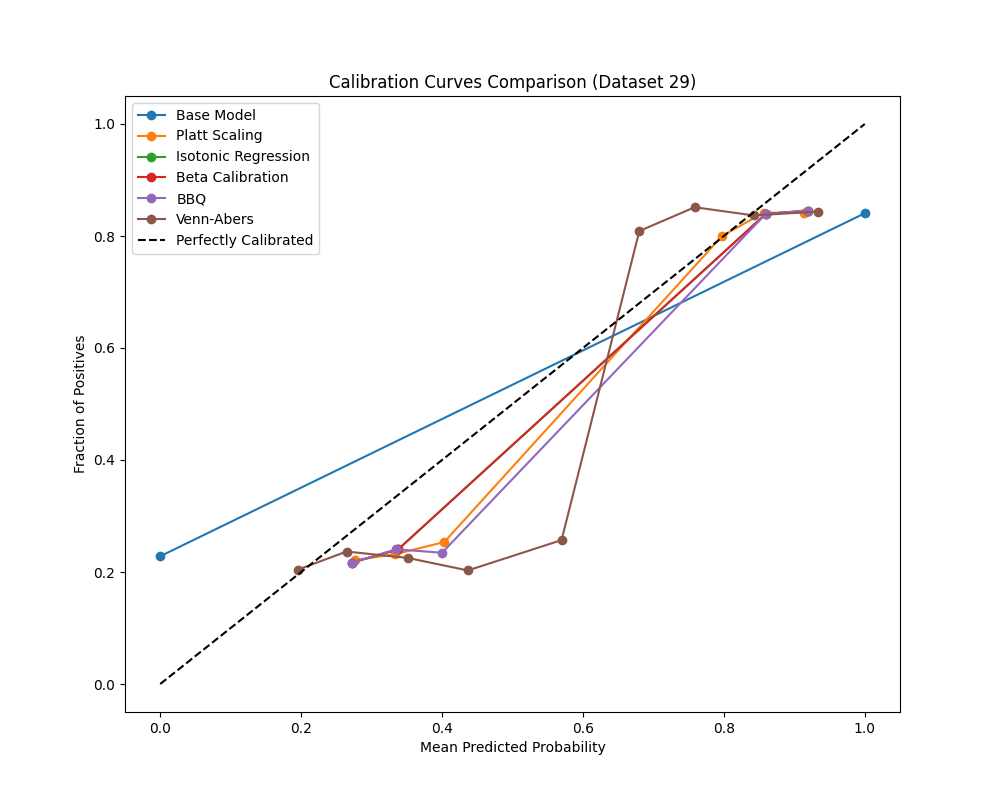 Calibration Curves Comparison (Dataset 29)
Base Model
Platt Scaling
Isotonic Regression
Beta Calibration
BBQ
Venn-Abers
Perfectly Calibrated
1.0
0.8
0.6
0.4
0.2
0.0
Fraction of Positives
0.0 0.2 0.4 0.6 0.8 1.0
Mean Predicted Probability